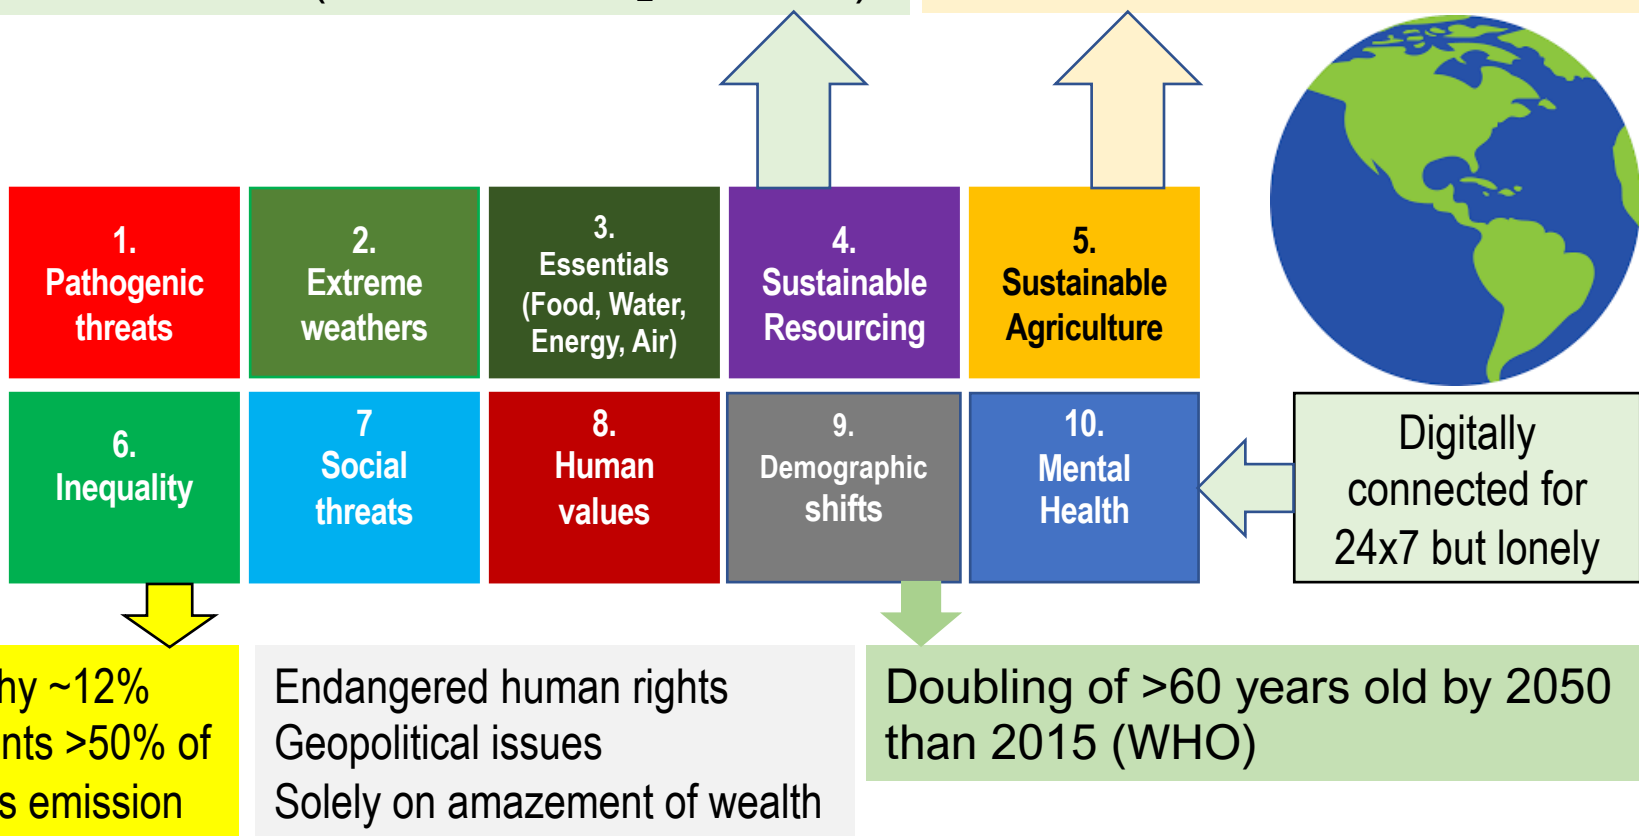 1.
Pathogenic
threats
2.
Extreme
weathers
3.
Essentials
(Food, Water,
Energy, Air)
4.
Sustainable
Resourcing
5.
Sustainable
Agriculture
6.
Inequality
7
Social
threats
8.
Human
values
9.
Demographic
shifts
10.
Mental
Health
Digitally
connected for
24x7 but lonely
hy ~12%
nts >50% of
s emission
Endangered human rights
Geopolitical issues
Solely on amazement of wealth
Doubling of >60 years old by 2050
than 2015 (WHO)